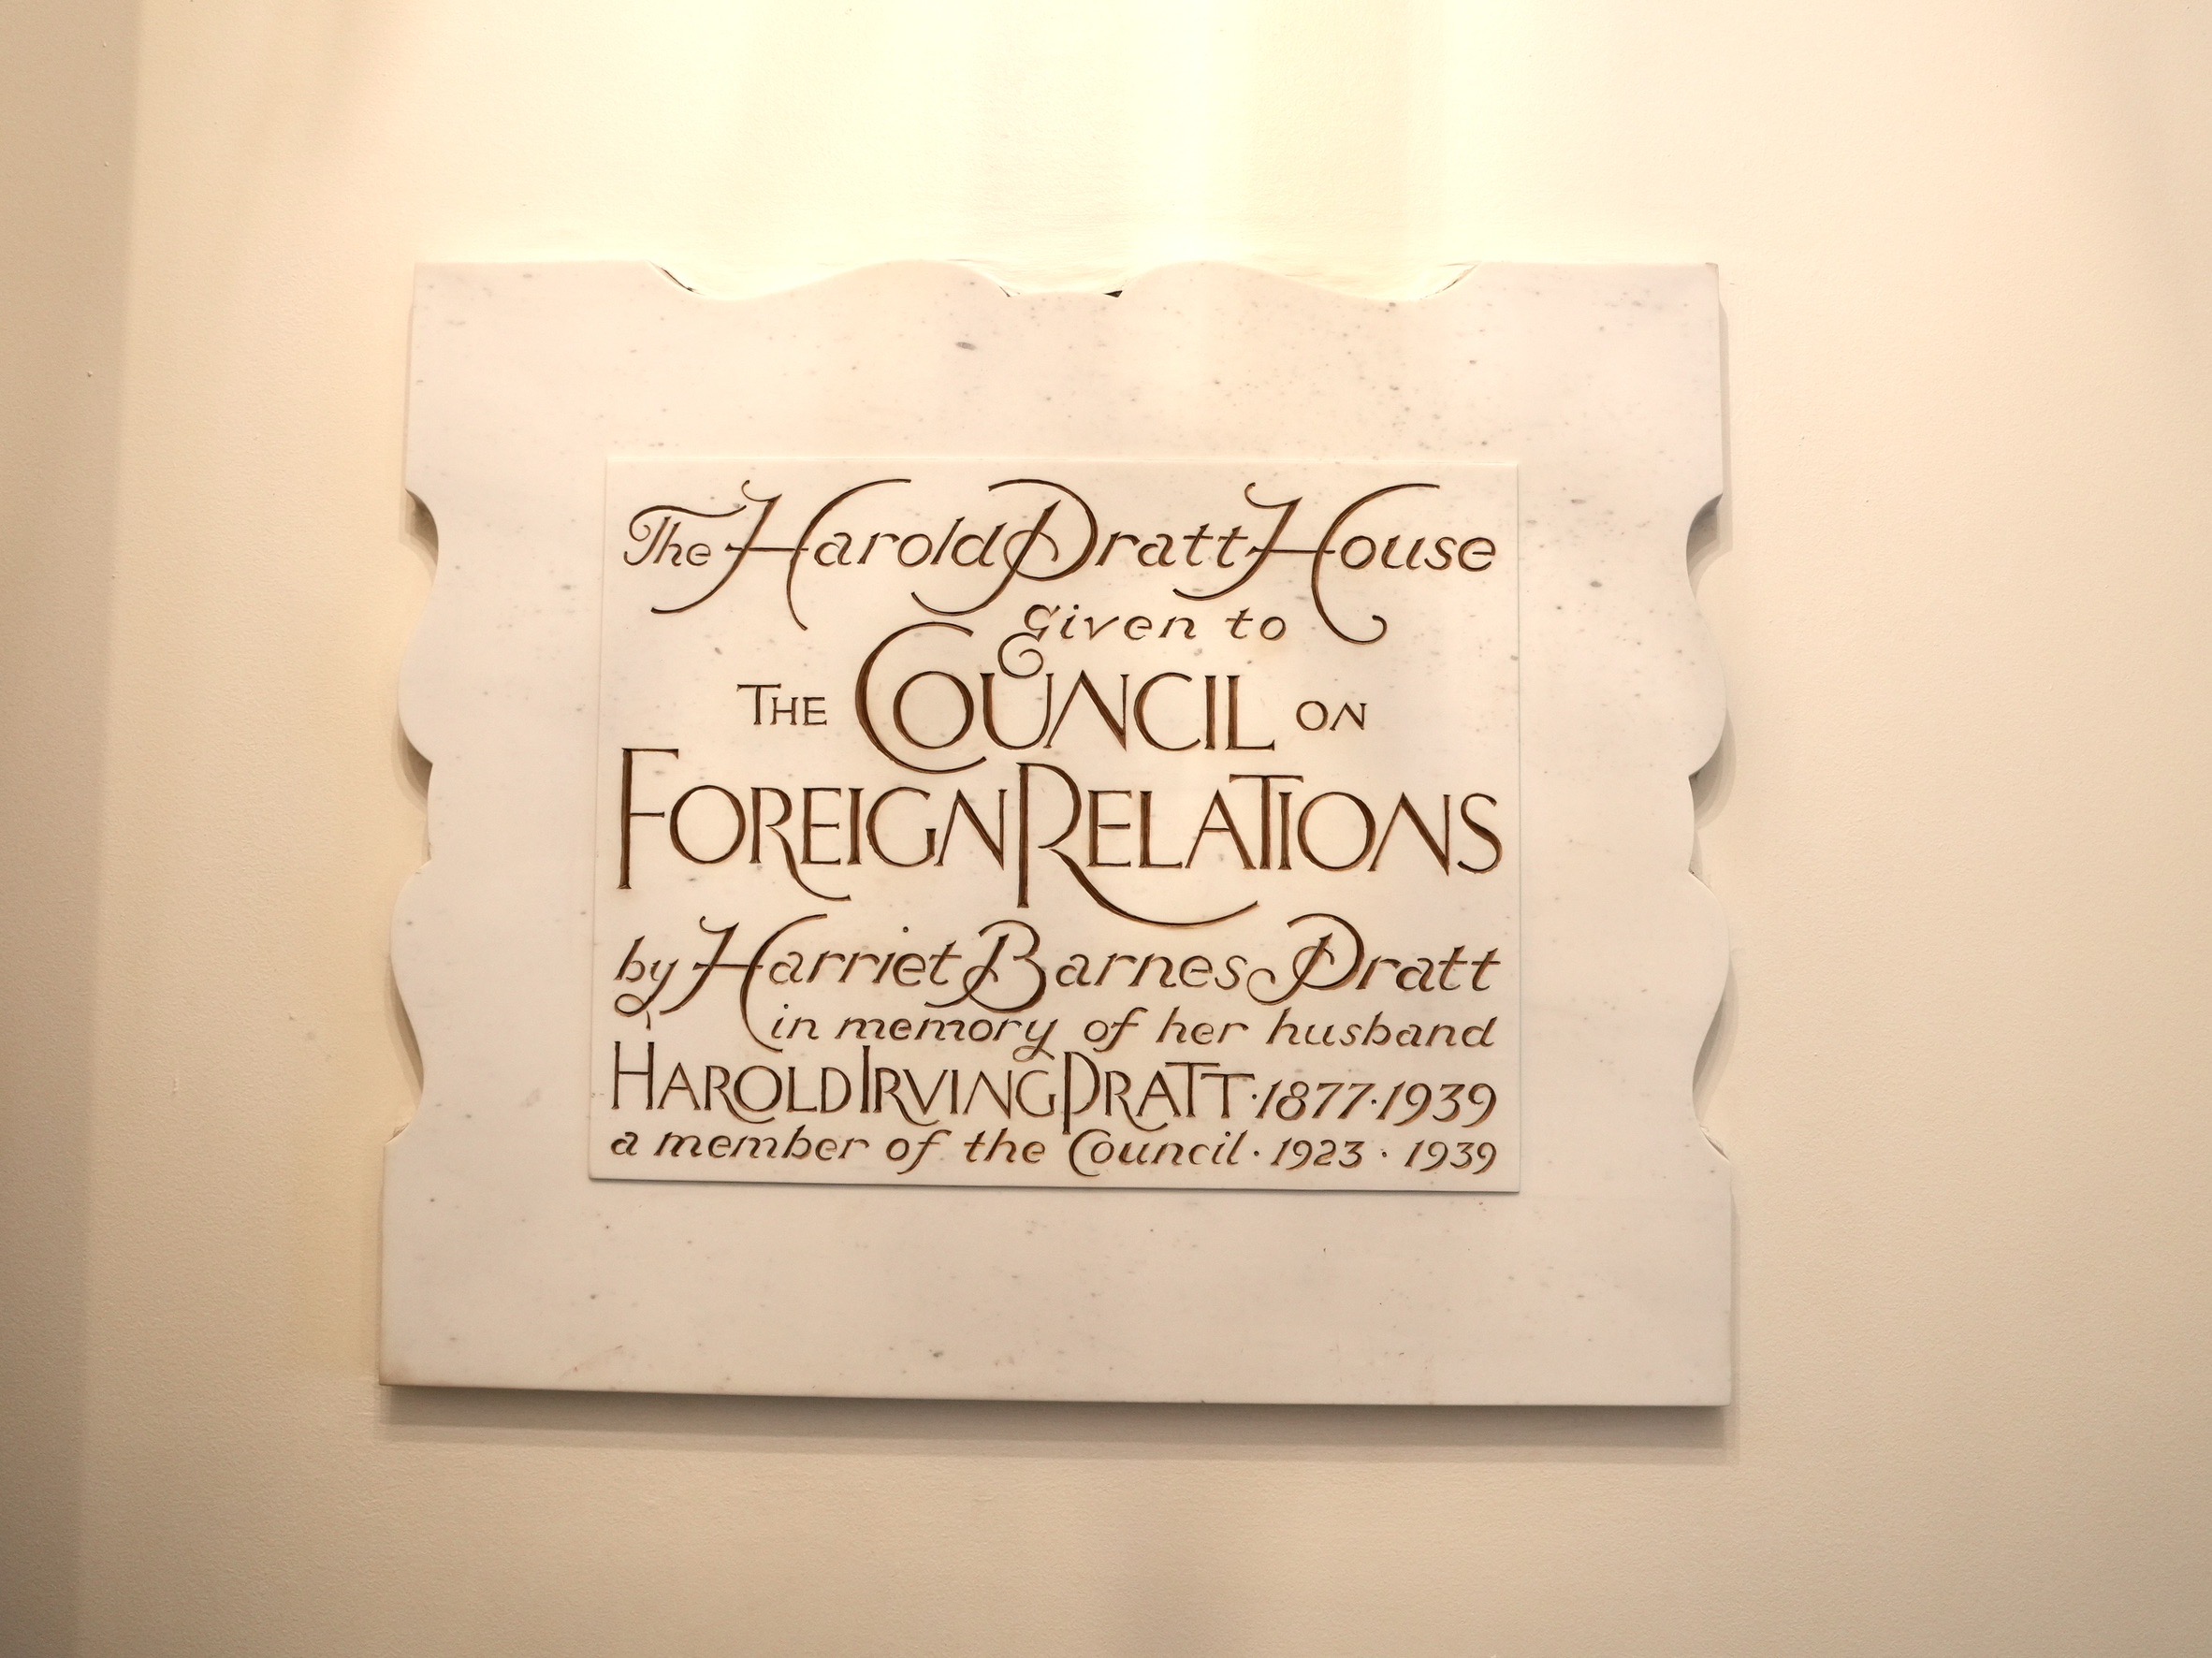 The Harold Pratt House
Given to
THE COUNCIL ON
FOREIGN RELATIONS
by Harriet Barnes Pratt
in memory of her husband
HAROLD IRVING PRATT · 1877 · 1939
a member of the Council · 1923 · 1939